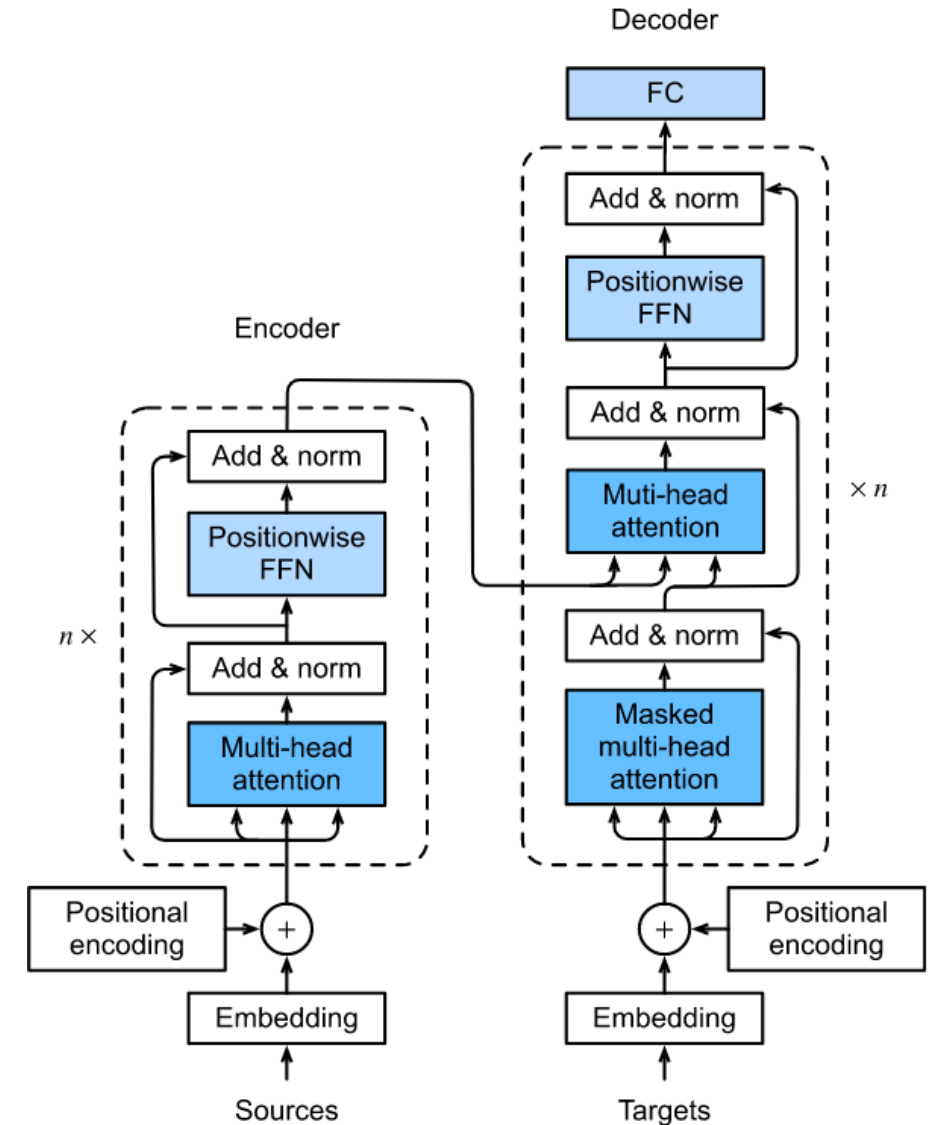 Decoder
FC
Add & norm
Positionwise
FFN
Add & norm
Muti-head
attention
× n
Add & norm
Masked
multi-head
attention
Positional
encoding
Embedding
Targets
Encoder
Add & norm
Positionwise
FFN
n ×
Add & norm
Multi-head
attention
Positional
encoding
+
+
Embedding
Sources